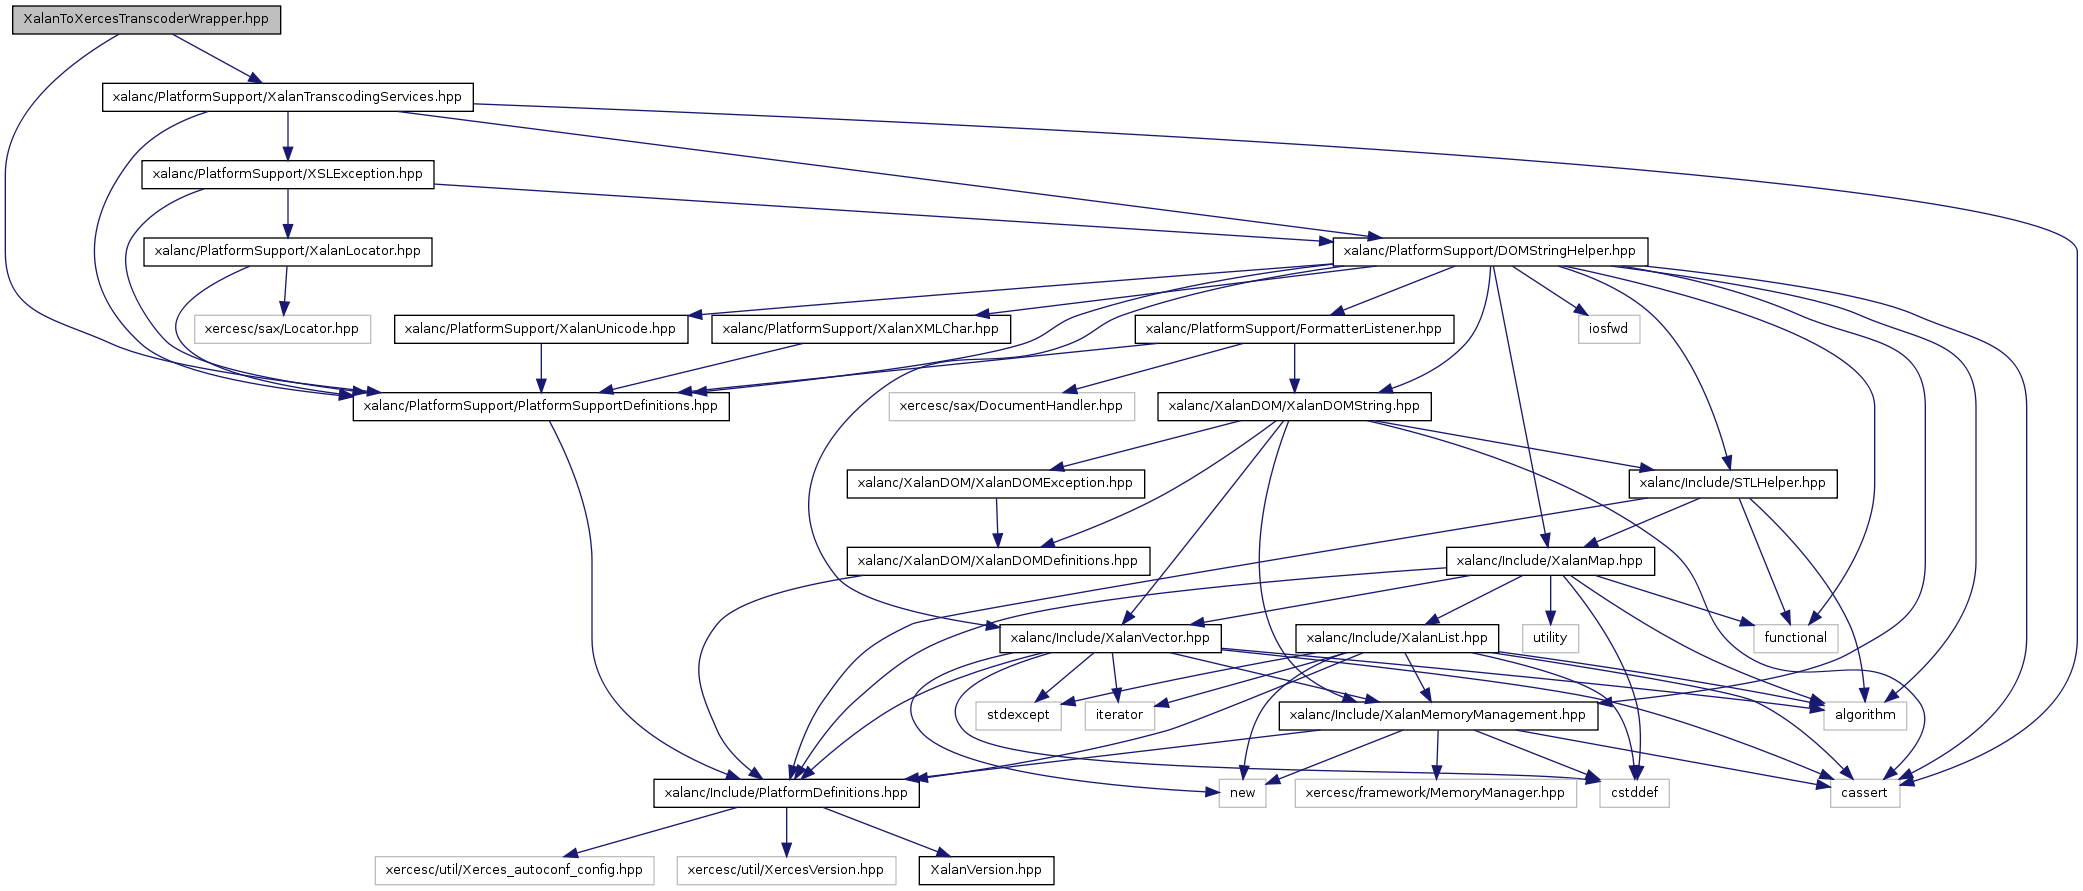 XalanToXercesTranscoderWrapper.hpp
xalanc/PlatformSupport/XalanTranscodingServices.hpp
xalanc/PlatformSupport/XSLException.hpp
xalanc/PlatformSupport/XalanLocator.hpp
xalanc/PlatformSupport/DOMStringHelper.hpp
xercesc/sax/Locator.hpp
xalanc/PlatformSupport/XalanUnicode.hpp
xalanc/PlatformSupport/XalanXMLChar.hpp
xalanc/PlatformSupport/FormatterListener.hpp
iosfwd
xalanc/PlatformSupport/PlatformSupportDefinitions.hpp
xercesc/sax/DocumentHandler.hpp
xalanc/XalanDOM/XalanDOMString.hpp
xalanc/XalanDOM/XalanDOMException.hpp
xalanc/Include/STLHelper.hpp
xalanc/XalanDOM/XalanDOMDefinitions.hpp
xalanc/Include/XalanMap.hpp
xalanc/Include/XalanVector.hpp
xalanc/Include/XalanList.hpp
utility
functional
stdexcept
iterator
xalanc/Include/XalanMemoryManagement.hpp
algorithm
xalanc/Include/PlatformDefinitions.hpp
new
xercesc/framework/MemoryManager.hpp
cstddef
cassert
xercesc/util/Xerces_autoconf_config.hpp
xercesc/util/XercesVersion.hpp
XalanVersion.hpp